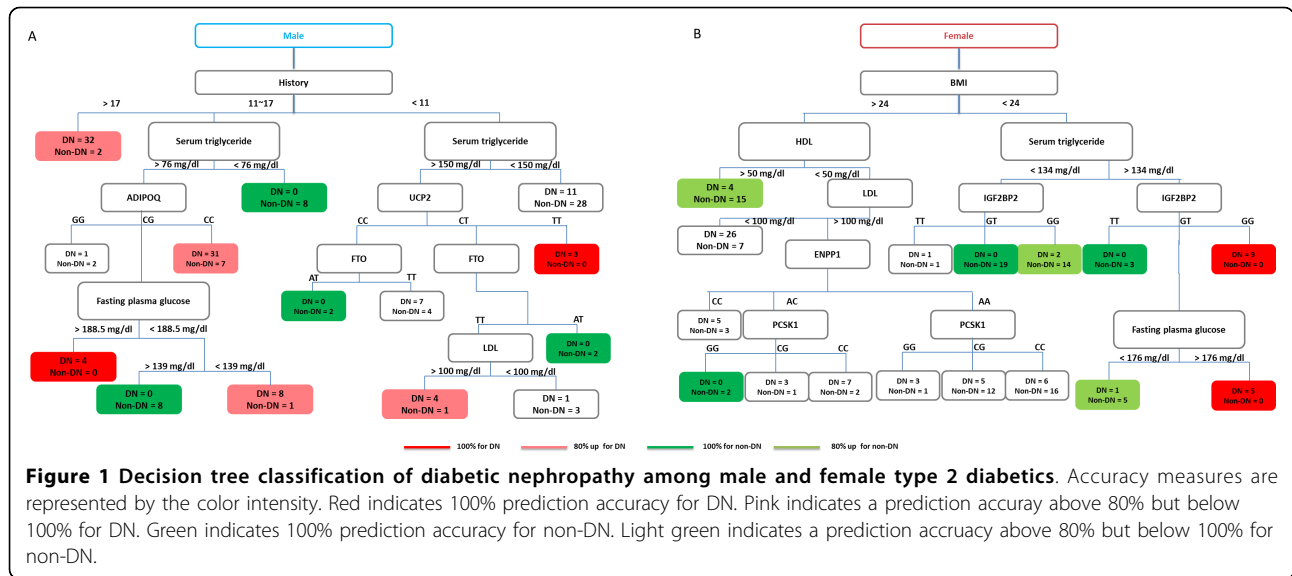 A
Male
History
> 17
11~17
< 11
DN = 32
Non-DN = 2
Serum triglyceride
Serum triglyceride
> 76 mg/dl
< 76 mg/dl
> 150 mg/dl
< 150 mg/dl
ADIPOQ
DN = 0
Non-DN = 8
UCP2
DN = 11
Non-DN = 28
GG
CG
CC
CC
CT
TT
DN = 1
Non-DN = 2
DN = 31
Non-DN = 7
FTO
FTO
DN = 3
Non-DN = 0
AT
TT
Fasting plasma glucose
DN = 0
Non-DN = 2
DN = 7
Non-DN = 4
> 188.5 mg/dl
< 188.5 mg/dl
TT
AT
DN = 4
Non-DN = 0
LDL
DN = 0
Non-DN = 2
> 139 mg/dl
< 139 mg/dl
> 100 mg/dl
< 100 mg/dl
DN = 0
Non-DN = 8
DN = 8
Non-DN = 1
DN = 4
Non-DN = 1
DN = 1
Non-DN = 3
B
Female
BMI
> 24
< 24
HDL
Serum triglyceride
> 50 mg/dl
< 50 mg/dl
< 134 mg/dl
> 134 mg/dl
DN = 4
Non-DN = 15
LDL
IGF2BP2
IGF2BP2
< 100 mg/dl
> 100 mg/dl
TT
GT
GG
TT
GT
GG
DN = 26
Non-DN = 7
ENPP1
DN = 1
Non-DN = 1
DN = 0
Non-DN = 19
DN = 2
Non-DN = 14
DN = 0
Non-DN = 3
DN = 9
Non-DN = 0
CC
AC
AA
DN = 5
Non-DN = 3
PCSK1
PCSK1
Fasting plasma glucose
GG
CG
CC
GG
CG
CC
< 176 mg/dl
> 176 mg/dl
DN = 0
Non-DN = 2
DN = 3
Non-DN = 1
DN = 7
Non-DN = 2
DN = 3
Non-DN = 1
DN = 5
Non-DN = 12
DN = 6
Non-DN = 16
DN = 1
Non-DN = 5
DN = 5
Non-DN = 0
100% for DN
80% up for DN
100% for non-DN
80% up for non-DN
Figure 1 Decision tree classification of diabetic nephropathy among male and female type 2 diabetics. Accuracy measures are
represented by the color intensity. Red indicates 100% prediction accuracy for DN. Pink indicates a prediction accuray above 80% but below
100% for DN. Green indicates 100% prediction accuracy for non-DN. Light green indicates a prediction accruacy above 80% but below 100% for
non-DN.